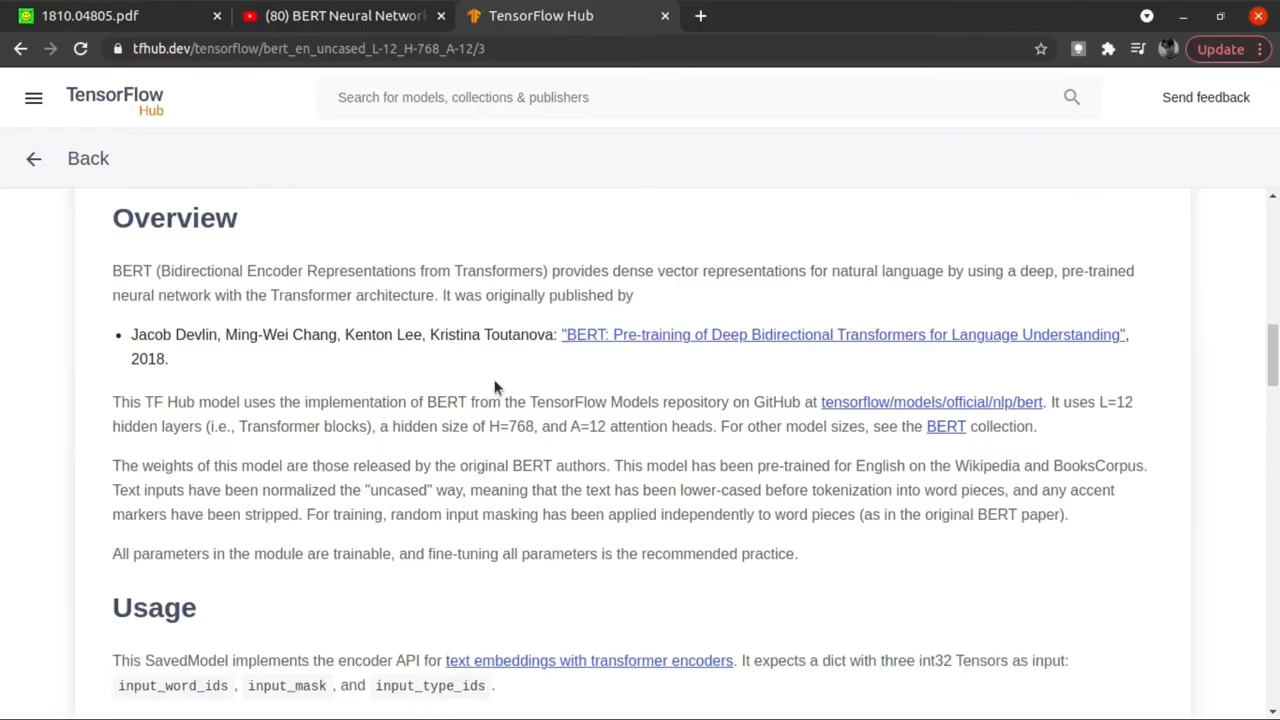 1810.04805.pdf
(80) BERT Neural Network
TensorFlow Hub
tfhub.dev/tensorflow/bert_en_uncased_L-12_H-768_A-12/3
Update
TensorFlow
Hub
Search for models, collections & publishers
Send feedback
Back
Overview
BERT (Bidirectional Encoder Representations from Transformers) provides dense vector representations for natural language by using a deep, pre-trained
neural network with the Transformer architecture. It was originally published by
• Jacob Devlin, Ming-Wei Chang, Kenton Lee, Kristina Toutanova: "BERT: Pre-training of Deep Bidirectional Transformers for Language Understanding",
2018.
This TF Hub model uses the implementation of BERT from the TensorFlow Models repository on GitHub at tensorflow/models/official/nlp/bert. It uses L=12
hidden layers (i.e., Transformer blocks), a hidden size of H=768, and A=12 attention heads. For other model sizes, see the BERT collection.
The weights of this model are those released by the original BERT authors. This model has been pre-trained for English on the Wikipedia and BooksCorpus.
Text inputs have been normalized the "uncased" way, meaning that the text has been lower-cased before tokenization into word pieces, and any accent
markers have been stripped. For training, random input masking has been applied independently to word pieces (as in the original BERT paper).
All parameters in the module are trainable, and fine-tuning all parameters is the recommended practice.
Usage
This SavedModel implements the encoder API for text embeddings with transformer encoders. It expects a dict with three int32 Tensors as input:
input_word_ids, input_mask, and input_type_ids.